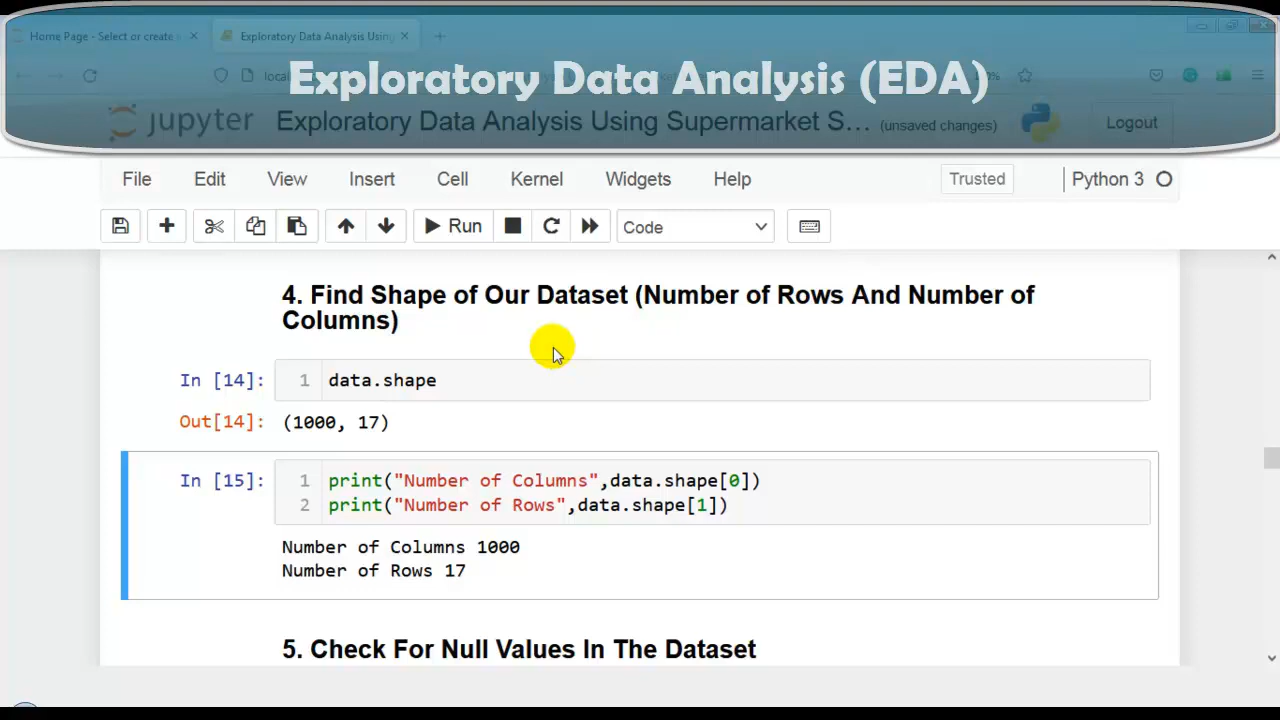 Home Page - Select or create
Exploratory Data Analysis Using
Exploratory Data Analysis (EDA)
jupyter Exploratory Data Analysis Using Supermarket S... (unsaved changes) Logout
File Edit View Insert Cell Kernel Widgets Help Trusted Python 3
Run Code
4. Find Shape of Our Dataset (Number of Rows And Number of
Columns)
In [14]: 1 data.shape
Out[14]: (1000, 17)
In [15]: 1 print("Number of Columns",data.shape[0])
2 print("Number of Rows",data.shape[1])
Number of Columns 1000
Number of Rows 17
5. Check For Null Values In The Dataset